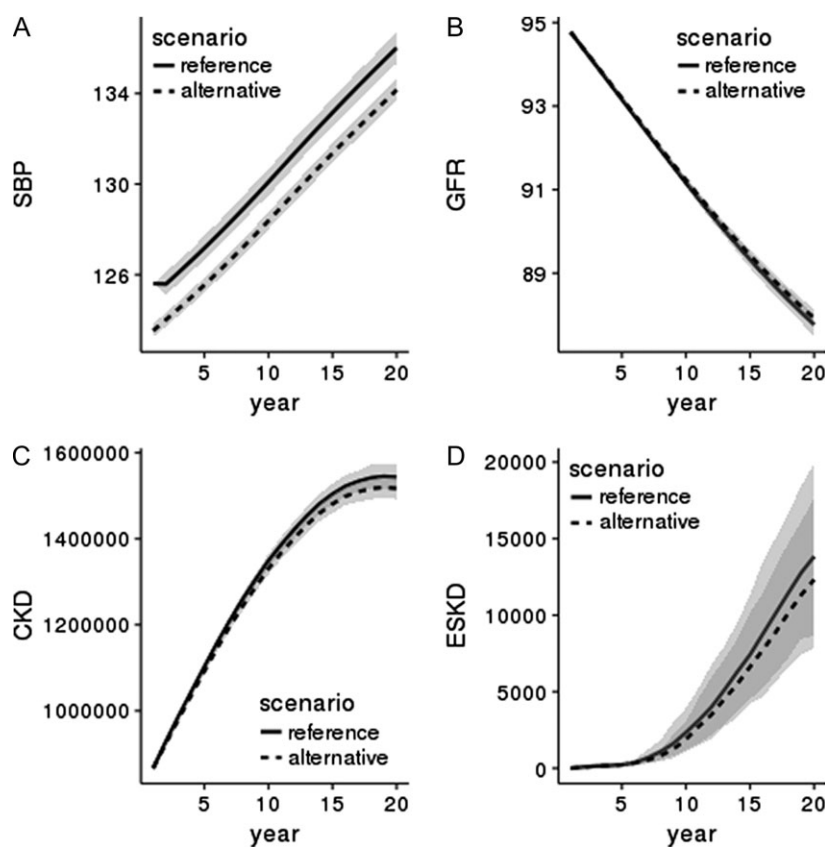 A
scenario
reference
alternative
SBP
134
130
126
5 10 15 20
year
B
scenario
reference
alternative
GFR
95
93
91
89
5 10 15 20
year
C
scenario
reference
alternative
CKD
1600000
1400000
1200000
1000000
5 10 15 20
year
D
scenario
reference
alternative
ESKD
20000
15000
10000
5000
0
5 10 15 20
year